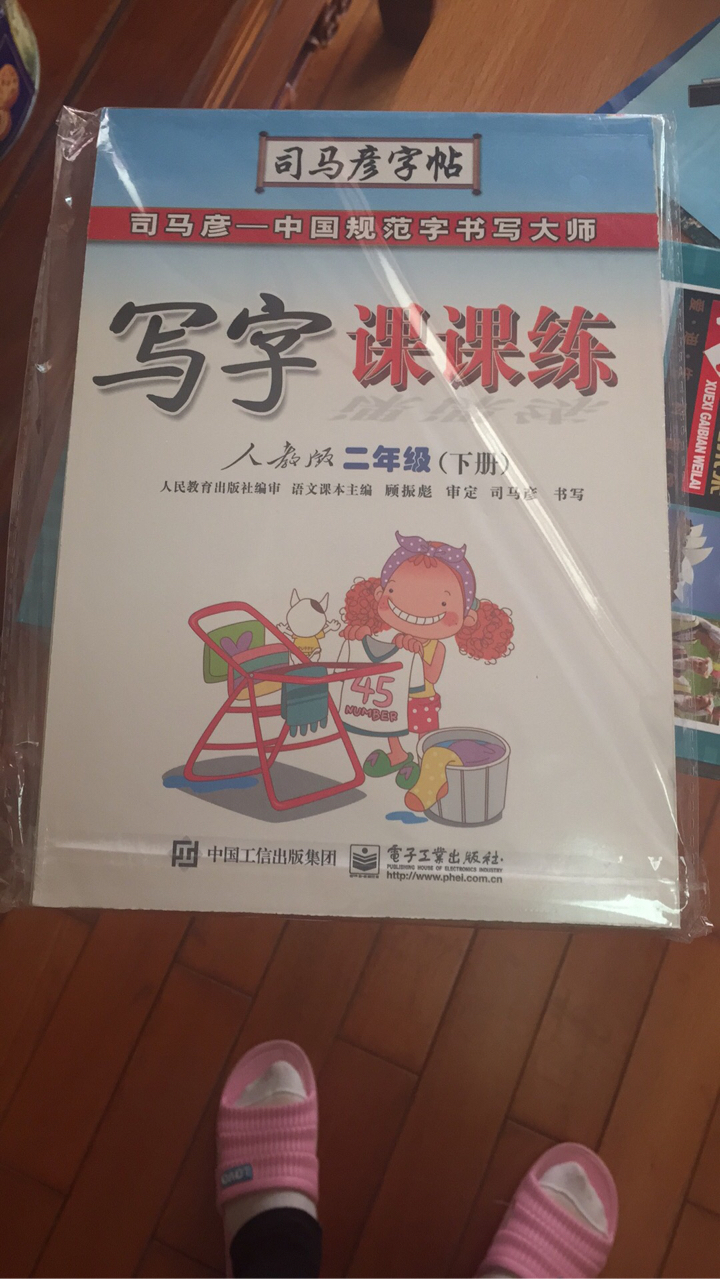 司马彦字帖
司马彦—中国规范字书写大师
写字 课课练
人教版 二年级(下册)
人民教育出版社编审 语文课本主编 顾振彪 审定 司马彦 书写
45
NUMBER
中国工信出版集团
電子工業出版社·
PUBLISHING HOUSE OF ELECTRONICS INDUSTRY
http://www.phei.com.cn
XUEXI GAIBIAN WEILAI